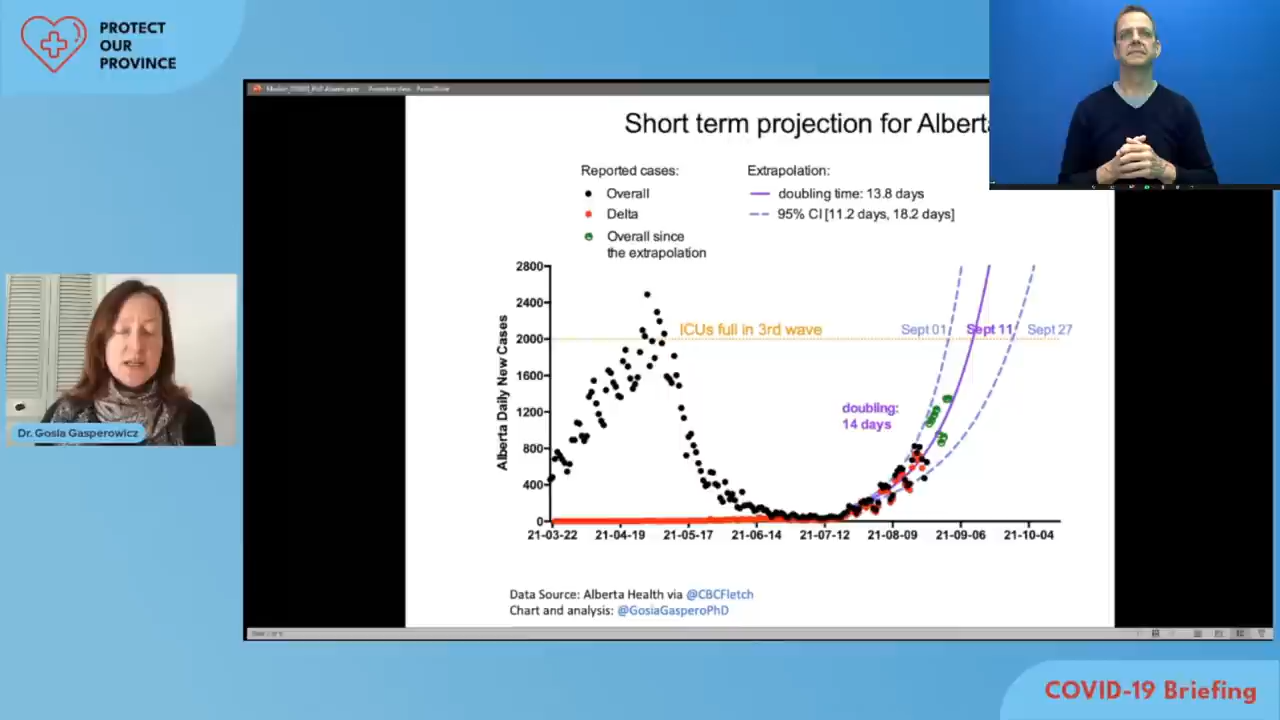 PROTECT
OUR
PROVINCE
Short term projection for Albert
Reported cases:
Overall
Delta
Overall since
the extrapolation
Extrapolation:
doubling time: 13.8 days
95% CI [11.2 days, 18.2 days]
Alberta Daily New Cases
2800
2400
2000
1600
1200
800
400
0
ICUs full in 3rd wave
Sept 01
Sept 11
Sept 27
doubling:
14 days
21-03-22 21-04-19 21-05-17 21-06-14 21-07-12 21-08-09 21-09-06 21-10-04
Data Source: Alberta Health via @CBCFletch
Chart and analysis: @GosiaGasperoPhD
Dr. Gosia Gasperowicz
COVID-19 Briefing